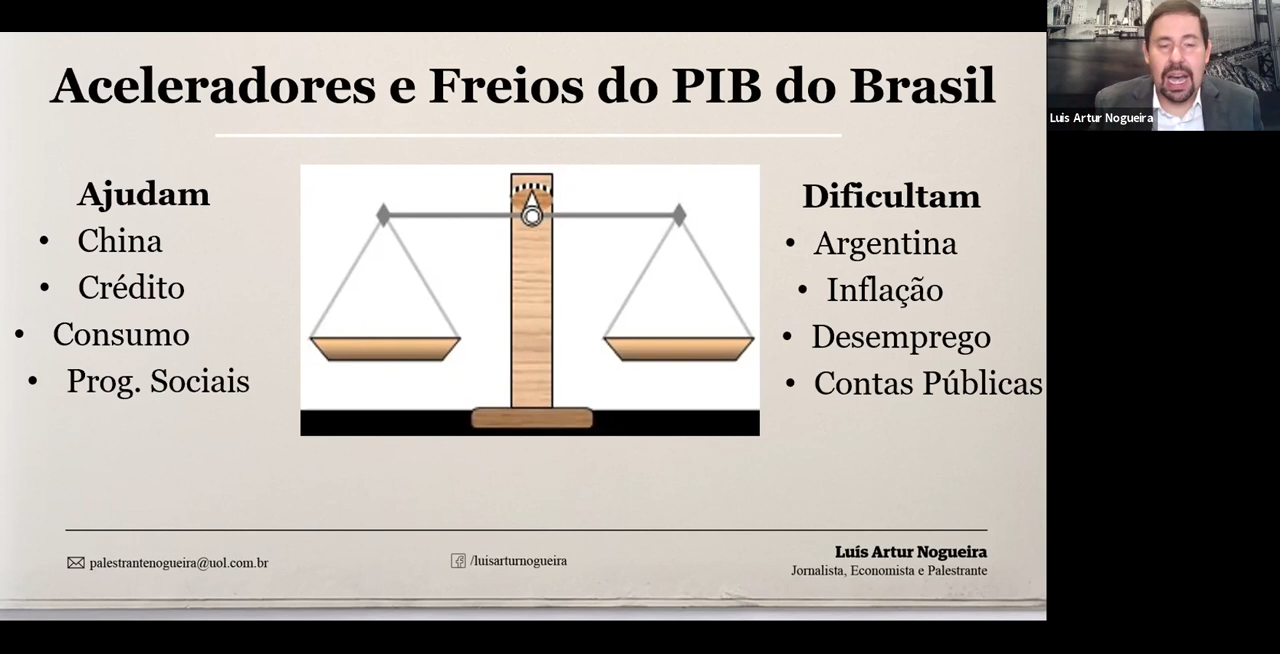 Aceleradores e Freios do PIB do Brasil
Ajudam
• China
• Crédito
• Consumo
• Prog. Sociais
Dificultam
• Argentina
• Inflação
• Desemprego
• Contas Públicas
palestrantenogueira@uol.com.br
/luisarturnogueira
Luís Artur Nogueira
Jornalista, Economista e Palestrante
Luis Artur Nogueira